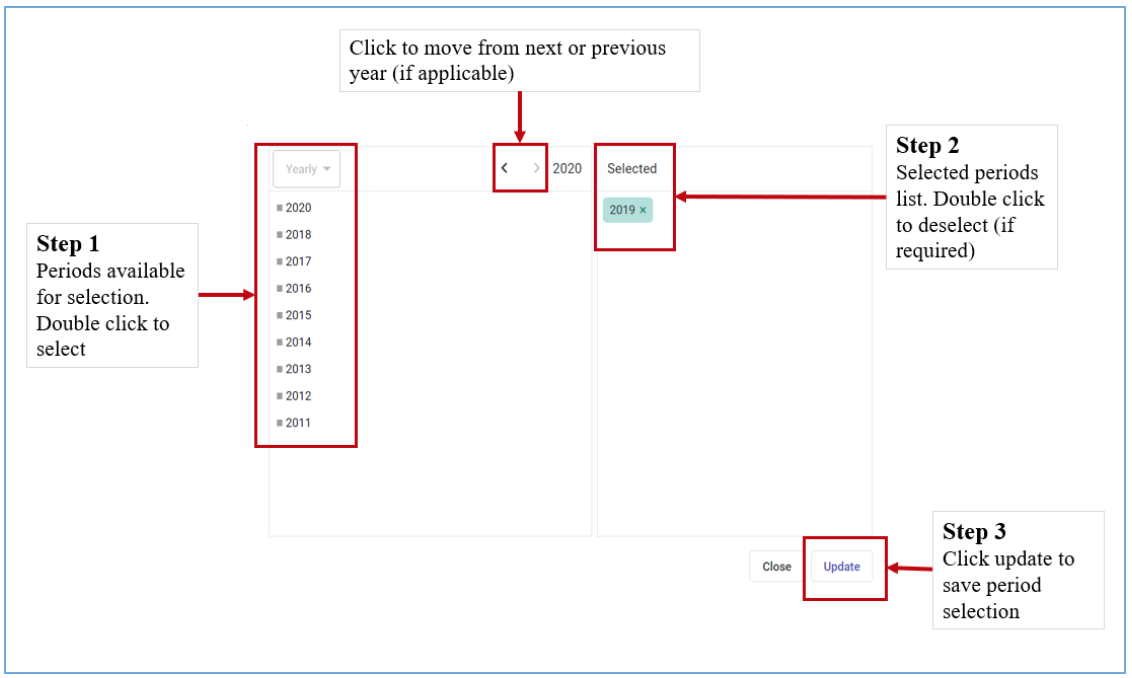 Click to move from next or previous
year (if applicable)
Yearly
2020
Selected
2019 ×
2020
2018
2017
2016
2015
2014
2013
2012
2011
Step 1
Periods available
for selection.
Double click to
select
Step 2
Selected periods
list. Double click
to deselect (if
required)
Close
Update
Step 3
Click update to
save period
selection